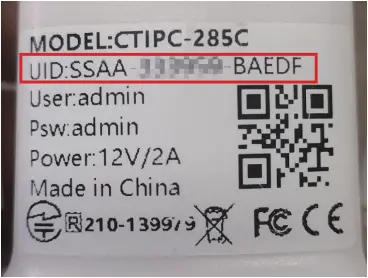 MODEL:CTIPC-285C
UID:SSAA- -BAEDF
User:admin
Psw:admin
Power:12V/2A
Made in China
R 210-139979 FC CE